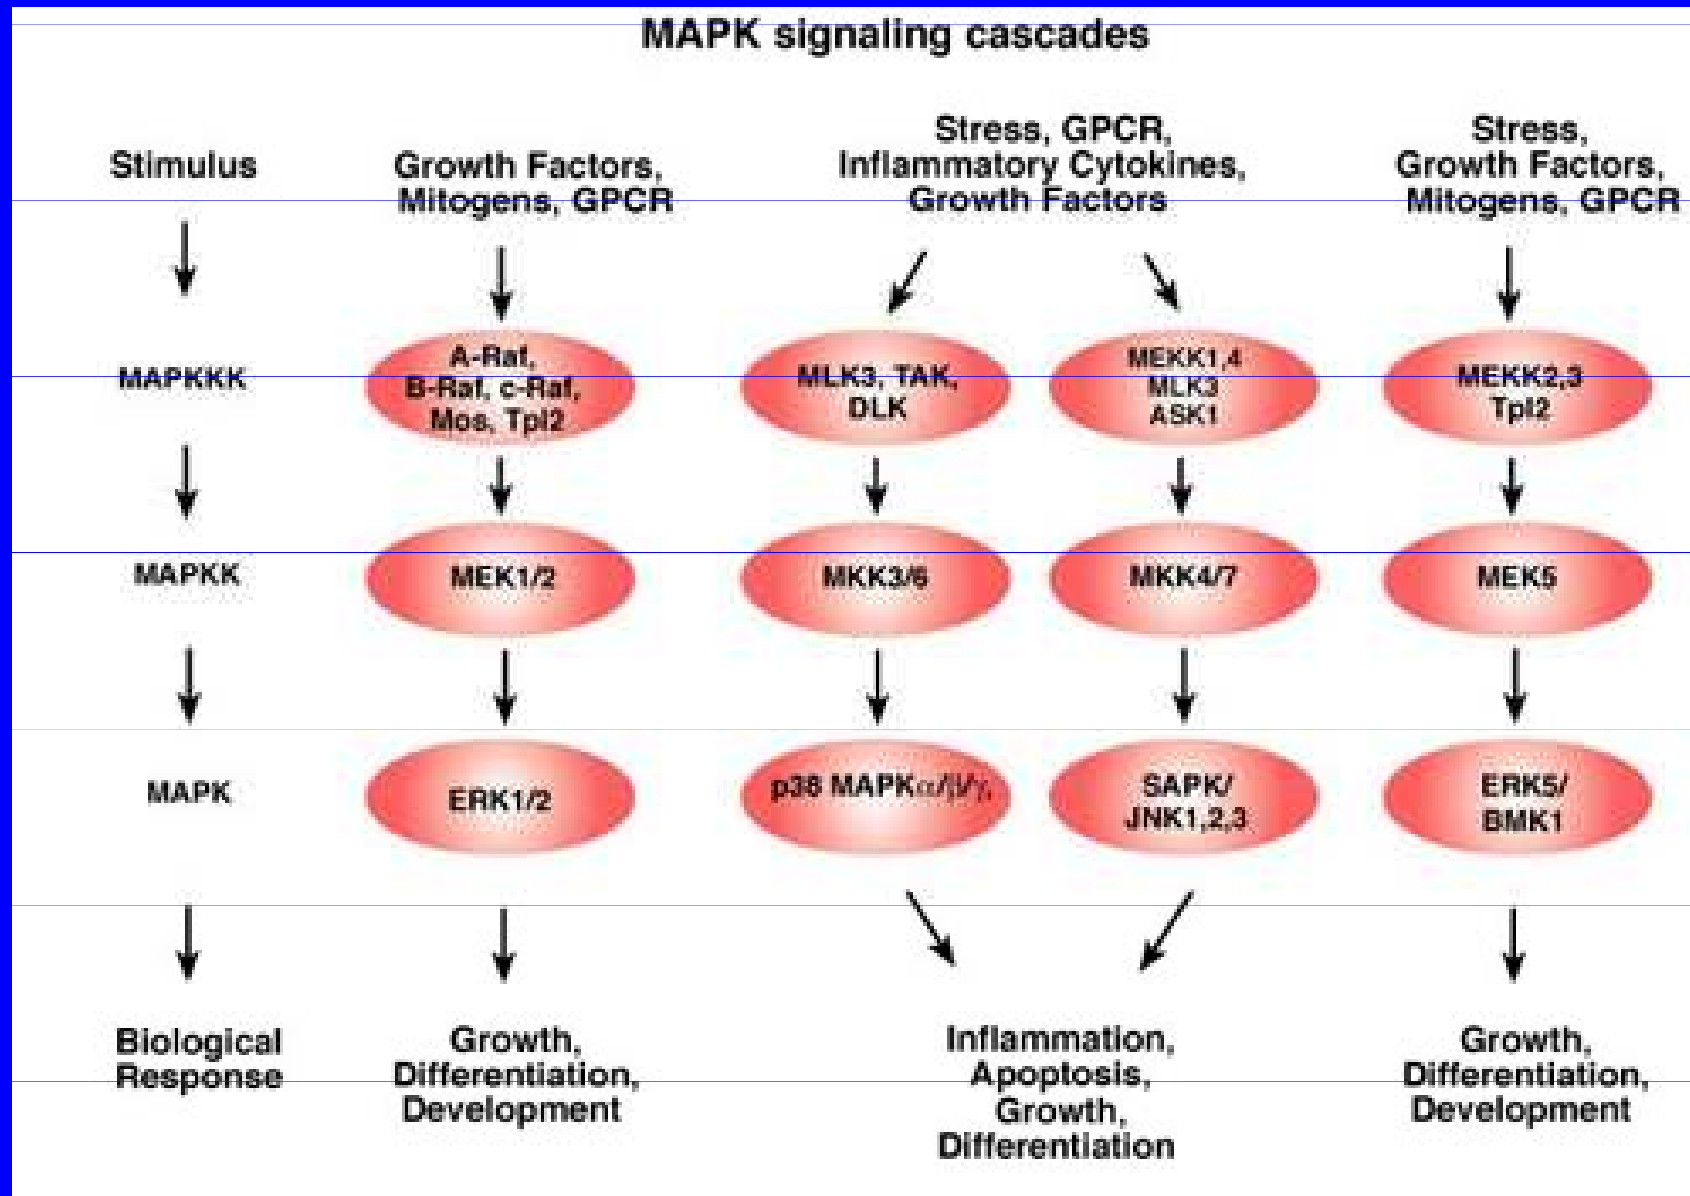 MAPK signaling cascades
Stimulus
Growth Factors,
Mitogens, GPCR
Stress, GPCR,
Inflammatory Cytokines,
Growth Factors
Stress,
Growth Factors,
Mitogens, GPCR
MAPKKK
A-Raf,
B-Raf, c-Raf,
Mos, Tpl2
MLK3, TAK,
DLK
MEKK1,4
MLK3
ASK1
MEKK2,3
Tpl2
MAPKK
MEK1/2
MKK3/6
MKK4/7
MEK5
MAPK
ERK1/2
p38 MAPKα/β/γ,
SAPK/
JNK1,2,3
ERK5/
BMK1
Biological
Response
Growth,
Differentiation,
Development
Inflammation,
Apoptosis,
Growth,
Differentiation
Growth,
Differentiation,
Development